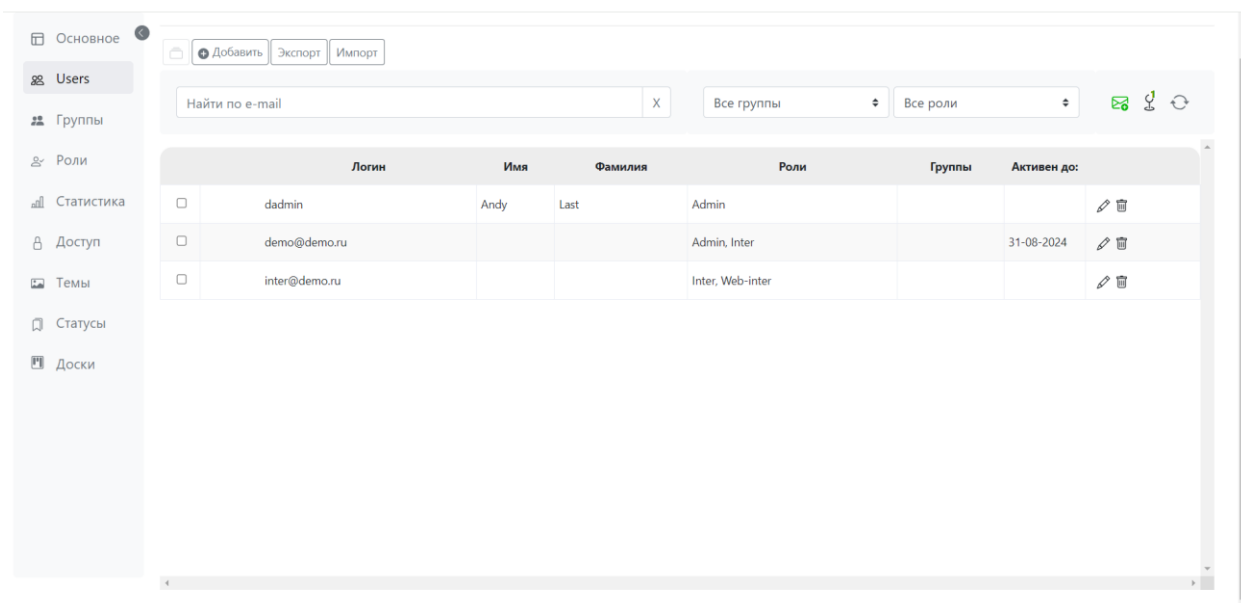 Основное
Users
Группы
Роли
Статистика
Доступ
Темы
Статусы
Доски
Добавить Экспорт Импорт
Найти по e-mail X Все группы Все роли 1
Логин Имя Фамилия Роли Группы Активен до:
dadmin Andy Last Admin
demo@demo.ru Admin, Inter 31-08-2024
inter@demo.ru Inter, Web-inter